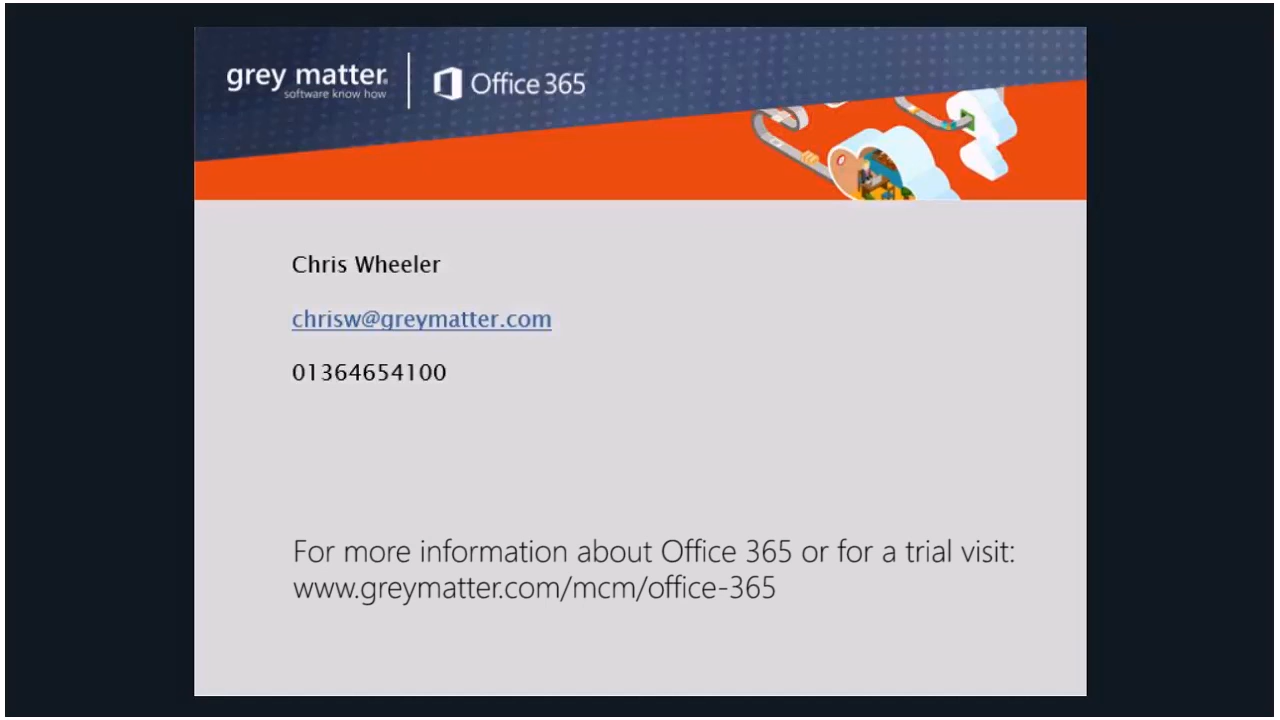 grey matter.
software know how
Office 365
Chris Wheeler
chrisw@greymatter.com
01364654100
For more information about Office 365 or for a trial visit:
www.greymatter.com/mcm/office-365